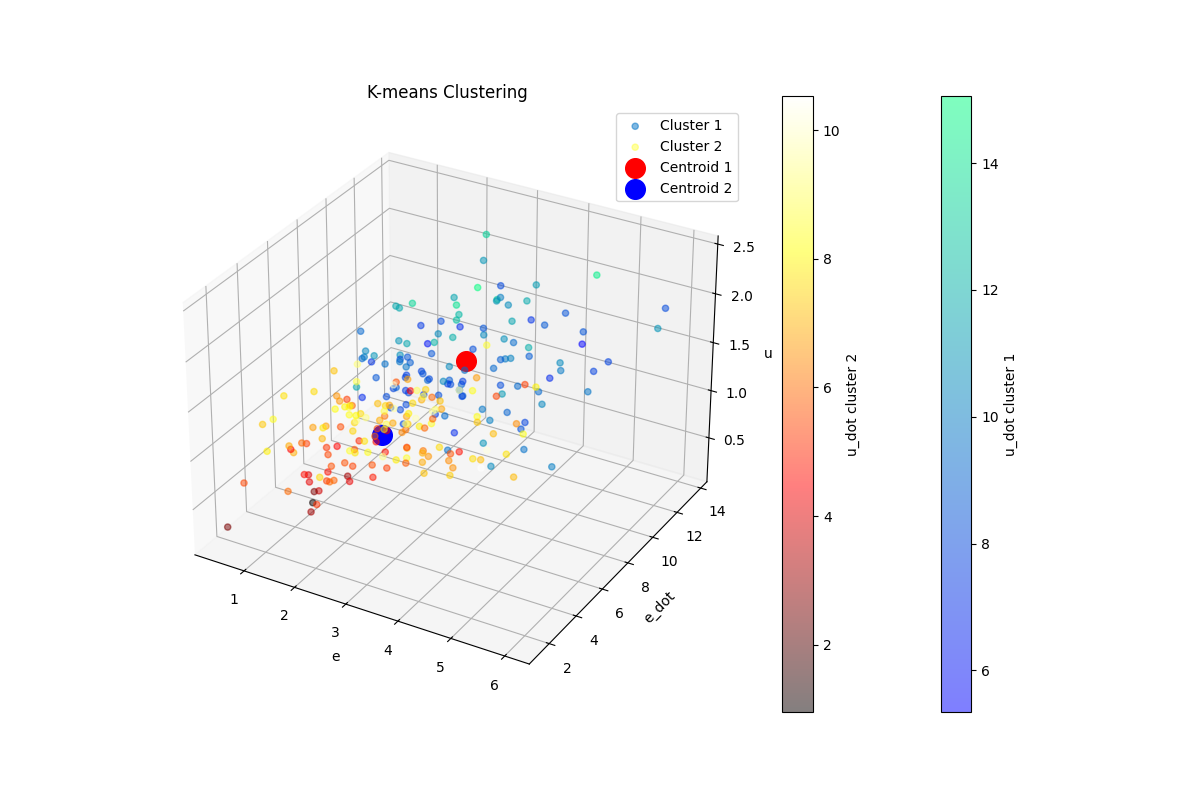 K-means Clustering
Cluster 1
Cluster 2
Centroid 1
Centroid 2
2.5
2.0
1.5
1.0
0.5
u
14
12
10
8
6
4
2
e_dot
1
2
3
4
5
6
e
10
8
6
4
2
u_dot cluster 2
14
12
10
8
6
u_dot cluster 1